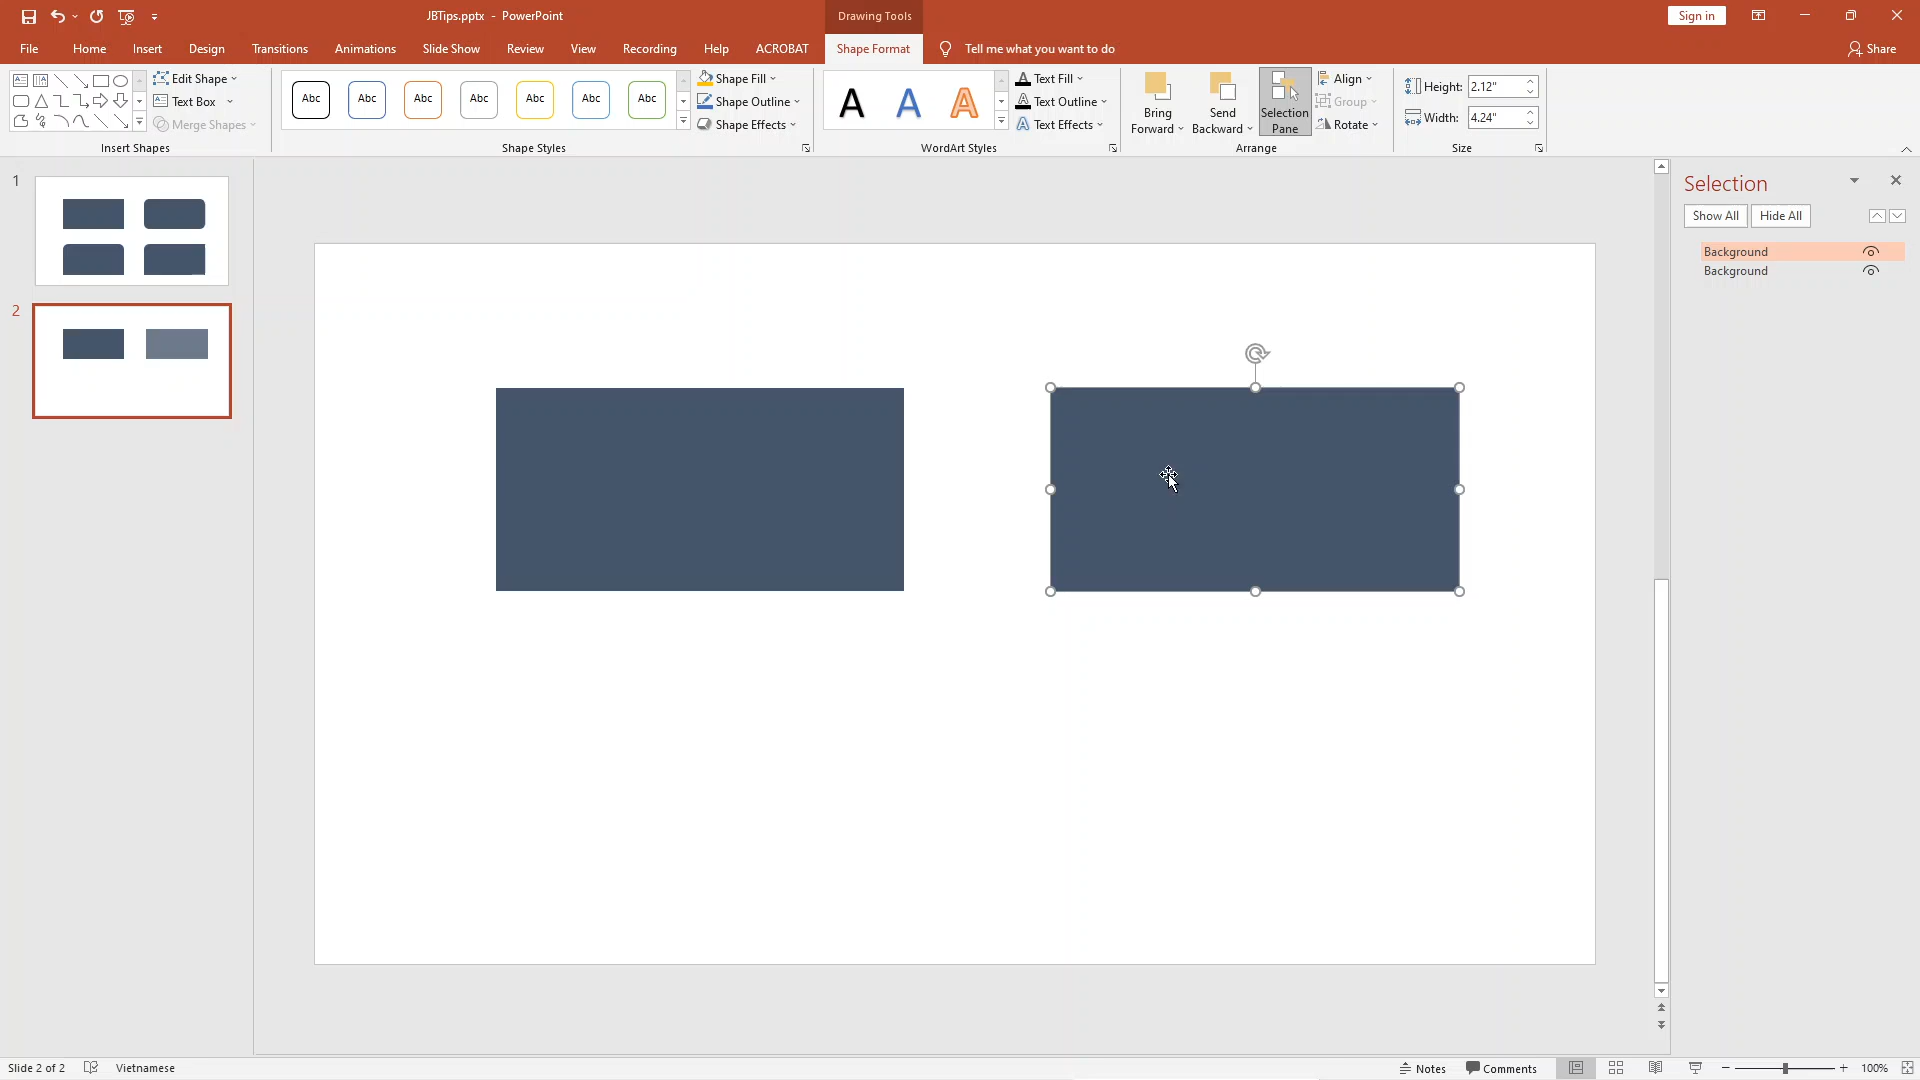 JBTips.pptx - PowerPoint
Drawing Tools
Sign in
File Home Insert Design Transitions Animations Slide Show Review View Recording Help ACROBAT Shape Format Tell me what you want to do Share
Edit Shape
Text Box
Merge Shapes
Insert Shapes
Abc Abc Abc Abc Abc Abc Abc
Shape Fill
Shape Outline
Shape Effects
Shape Styles
A A A
Text Fill
Text Outline
Text Effects
WordArt Styles
Bring
Forward
Send
Backward
Selection
Pane
Align
Group
Rotate
Arrange
Height: 2.12"
Width: 4.24"
Size
1
2
Selection
Show All Hide All
Background
Background
Slide 2 of 2 Vietnamese Notes Comments 100%